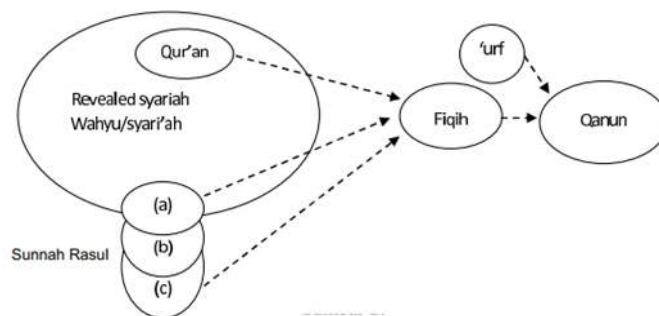 Qur'an
'urf
Revealed syariah
Wahyu/syari'ah
Fiqih
Qanun
(a)
Sunnah Rasul
(b)
(c)